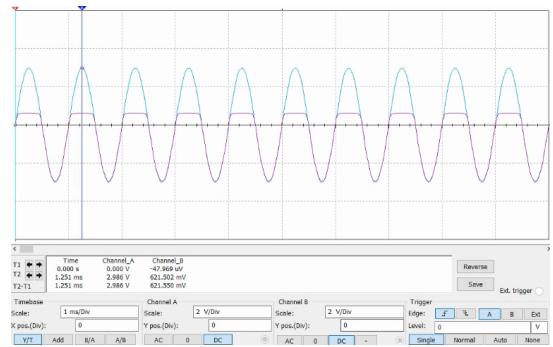 1
2
Time Channel_A Channel_B
T1 0.000 s 0.000 V -47.969 uV
T2 1.251 ms 2.986 V 621.502 mV
T2-T1 1.251 ms 2.986 V 621.550 mV
Reverse
Save
Ext. trigger
Timebase Channel A Channel B Trigger
Scale: 1 ms/Div Scale: 2 V/Div Scale: 2 V/Div Edge: A B Ext
X pos.(Div): 0 Y pos.(Div): 0 Y pos.(Div): 0 Level: 0 V
Y/T Add B/A A/B AC 0 DC AC 0 DC - Single Normal Auto None